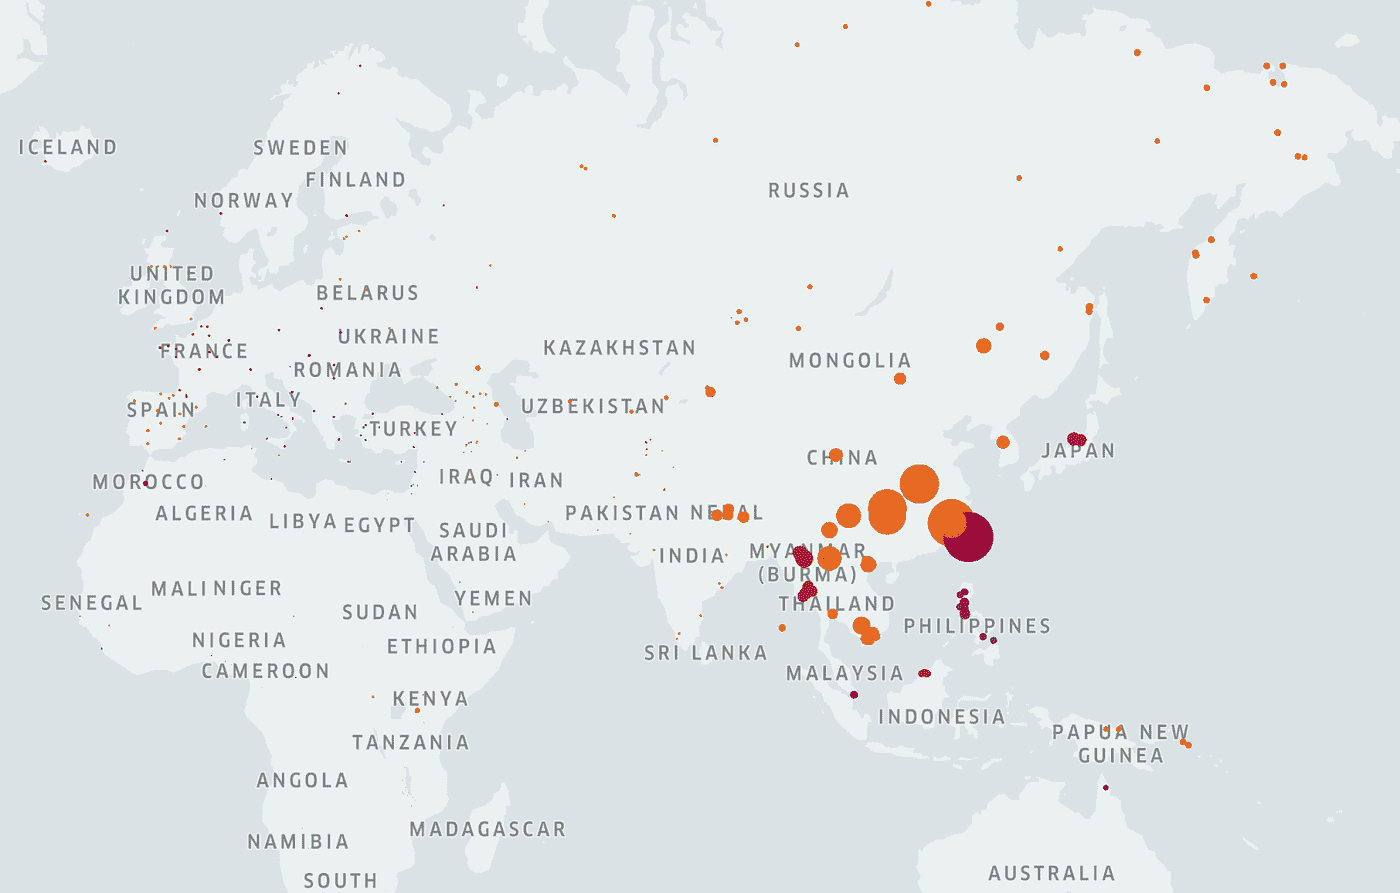 ICELAND
SWEDEN
FINLAND
NORWAY
RUSSIA
UNITED
KINGDOM
BELARUS
UKRAINE
FRANCE
KAZAKHSTAN
MONGOLIA
ROMANIA
ITALY
SPAIN
UZBEKISTAN
TURKEY
JAPAN
CHINA
MOROCCO
IRAQ
IRAN
ALGERIA
LIBYA
EGYPT
PAKISTAN
NEPAL
SAUDI
ARABIA
INDIA
MYANMAR
(BURMA)
MALI
NIGER
YEMEN
SENEGAL
SUDAN
THAILAND
PHILIPPINES
NIGERIA
ETHIOPIA
SRI LANKA
CAMEROON
MALAYSIA
KENYA
INDONESIA
PAPUA NEW
GUINEA
TANZANIA
ANGOLA
MADAGASCAR
NAMIBIA
AUSTRALIA
SOUTH